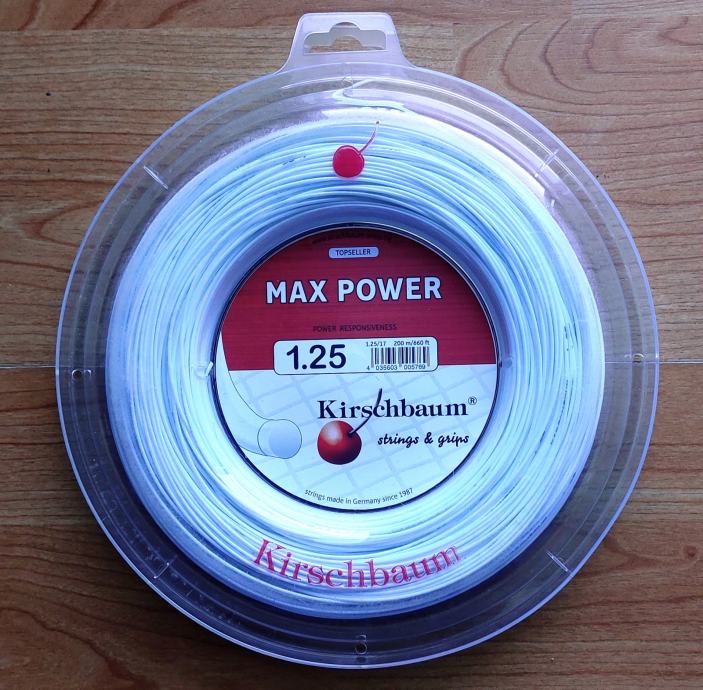 TOPSELLER
MAX POWER
POWER RESPONSIVENESS
1.25
1.25/17 200 m/660 ft
4 035603 005769
Kirschbaum®
strings & grips
strings made in Germany since 1987
Kirschbaum